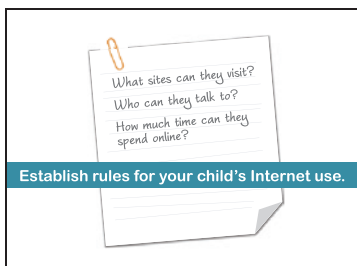 What sites can they visit?
Who can they talk to?
How much time can they
spend online?
Establish rules for your child's Internet use.